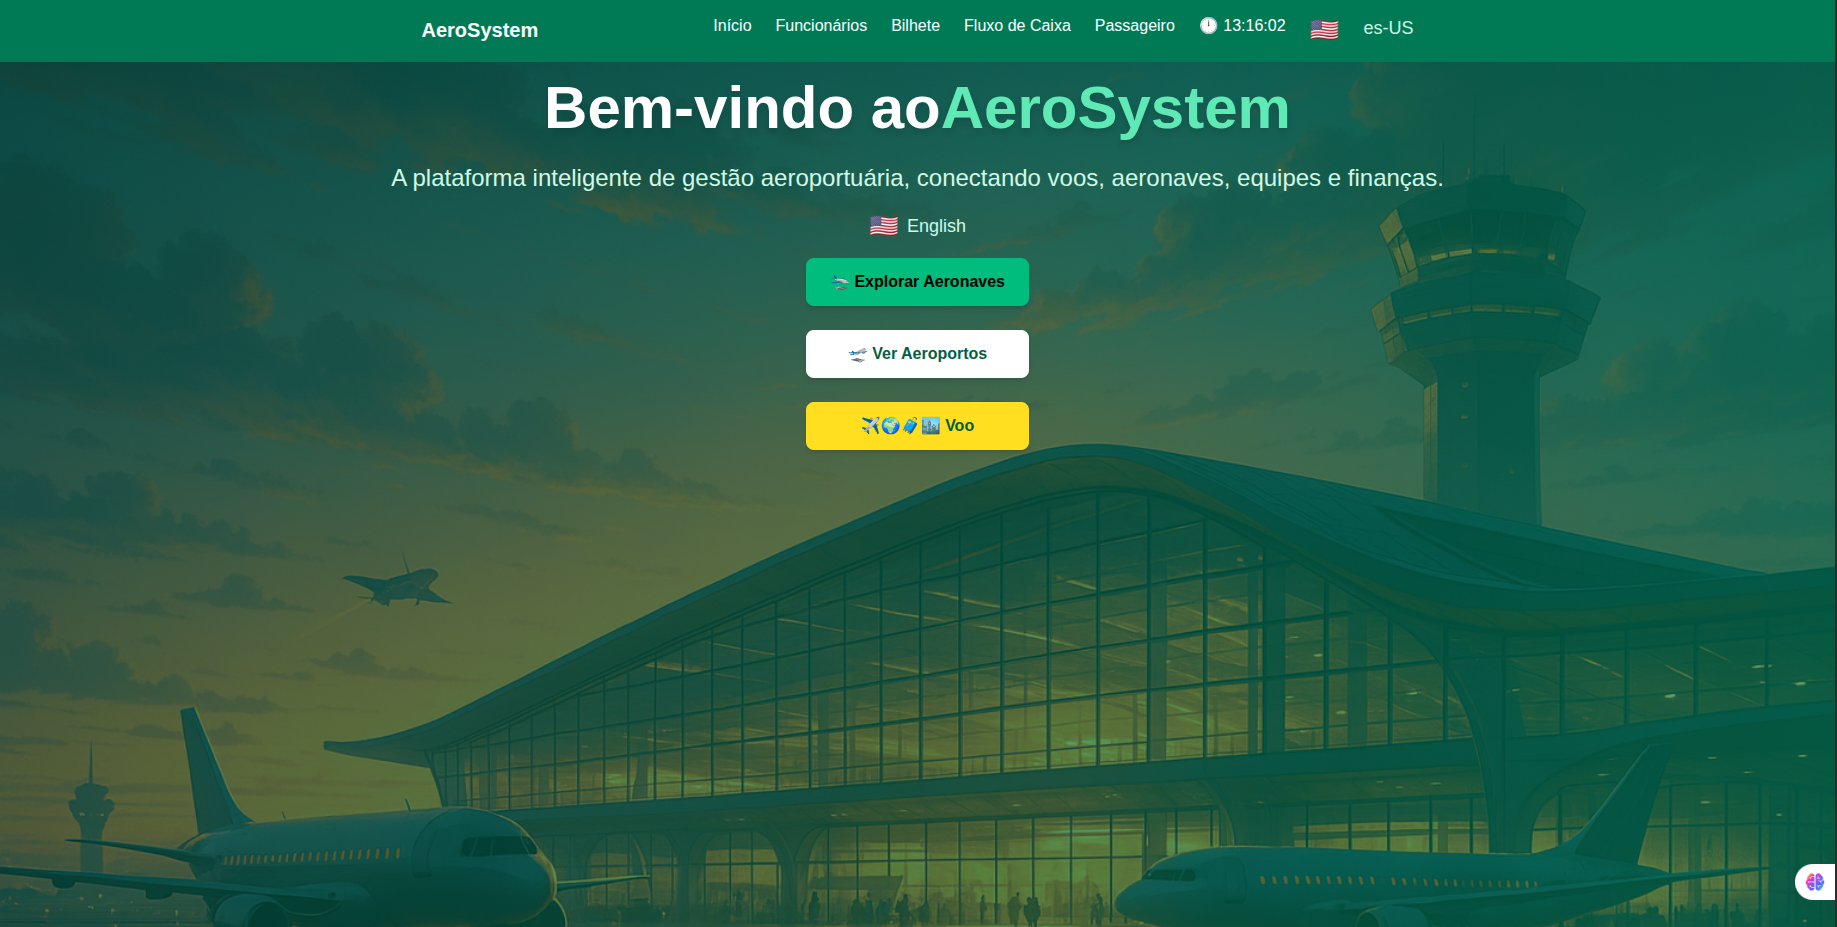 AeroSystem
Início Funcionários Bilhete Fluxo de Caixa Passageiro 🕛 13:16:02 🇺🇸 es-US
Bem-vindo aoAeroSystem
A plataforma inteligente de gestão aeroportuária, conectando voos, aeronaves, equipes e finanças.
🇺🇸 English
🛬 Explorar Aeronaves
🛫 Ver Aeroportos
✈️🌍🧳🏙️ Voo